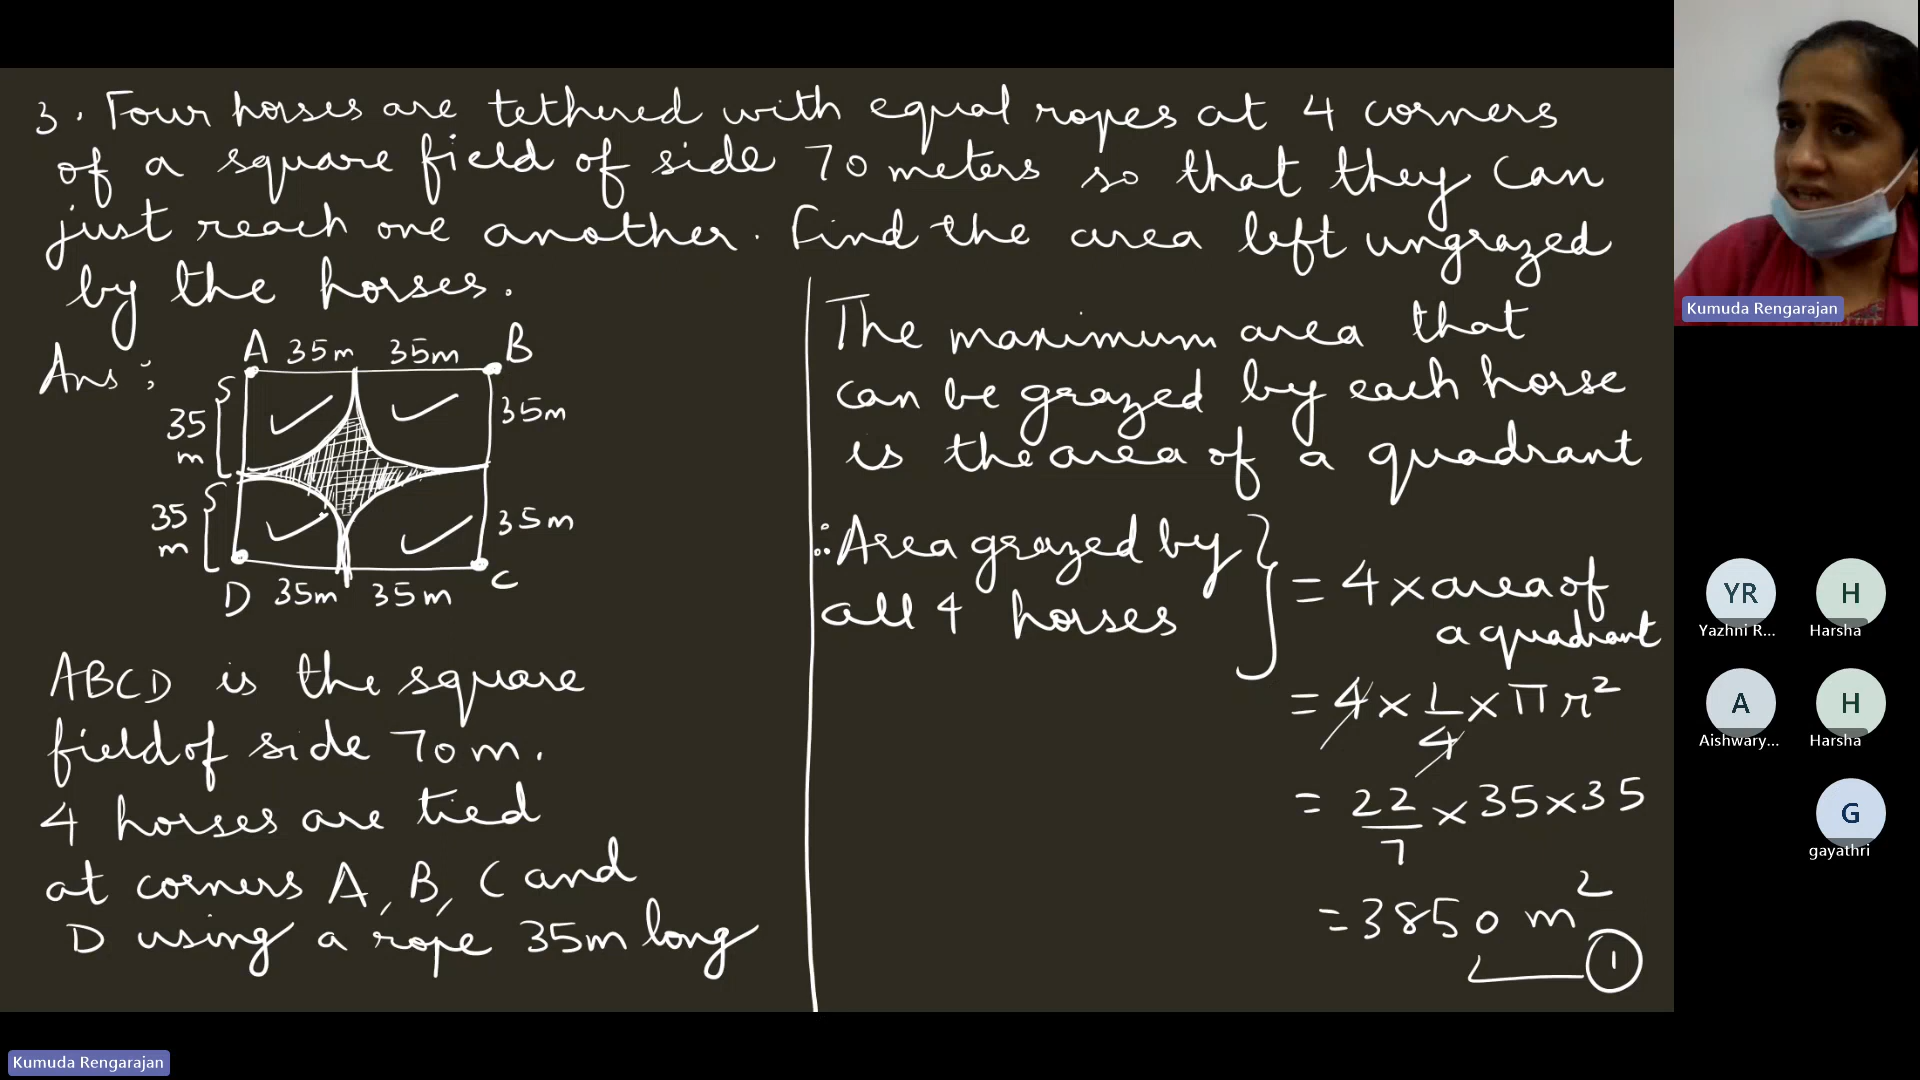 3. Four horses are tethered with equal ropes at 4 corners
of a square field of side 70 meters so that they can
just reach one another. Find the area left ungrazed
by the horses.
Ans:
A 35m 35m B
35 m
35m
35 m
35m
D 35m 35m C
ABCD is the square
field of side 70 m.
4 horses are tied
at corners A, B, C and
D using a rope 35m long
The maximum area that
can be grazed by each horse
is the area of a quadrant
∴ Area grazed by
all 4 horses
= 4 × area of
a quadrant
= 4 × 1/4 × π r²
= 22/7 × 35 × 35
= 3850 m²
1
Kumuda Rengarajan
YR
Yazhni R...
H
Harsha
A
Aishwary...
H
Harsha
G
gayathri
Kumuda Rengarajan